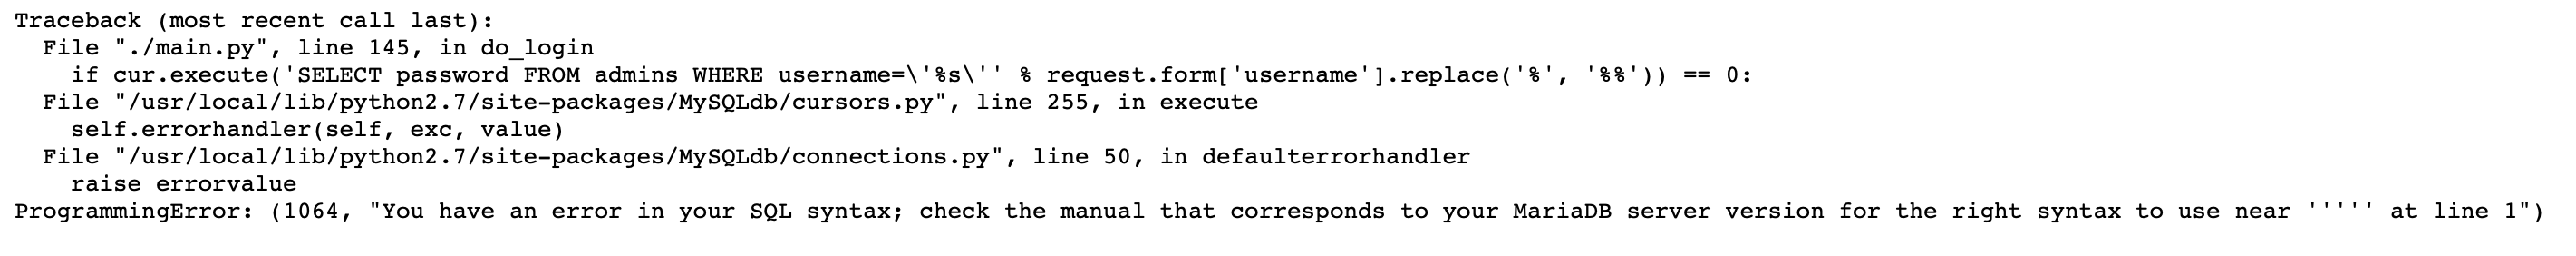 Traceback (most recent call last):
  File "./main.py", line 145, in do_login
    if cur.execute('SELECT password FROM admins WHERE username=\'%s\'' % request.form['username'].replace('%', '%%')) == 0:
  File "/usr/local/lib/python2.7/site-packages/MySQLdb/cursors.py", line 255, in execute
    self.errorhandler(self, exc, value)
  File "/usr/local/lib/python2.7/site-packages/MySQLdb/connections.py", line 50, in defaulterrorhandler
    raise errorvalue
ProgrammingError: (1064, "You have an error in your SQL syntax; check the manual that corresponds to your MariaDB server version for the right syntax to use near ''''' at line 1")